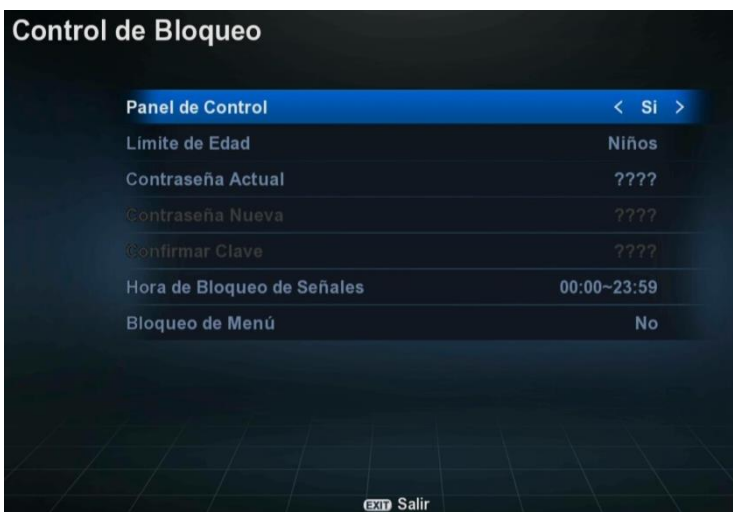 Control de Bloqueo
Panel de Control < Si >
Límite de Edad Niños
Contraseña Actual ????
Contraseña Nueva ????
Confirmar Clave ????
Hora de Bloqueo de Señales 00:00~23:59
Bloqueo de Menú No
EXIT Salir